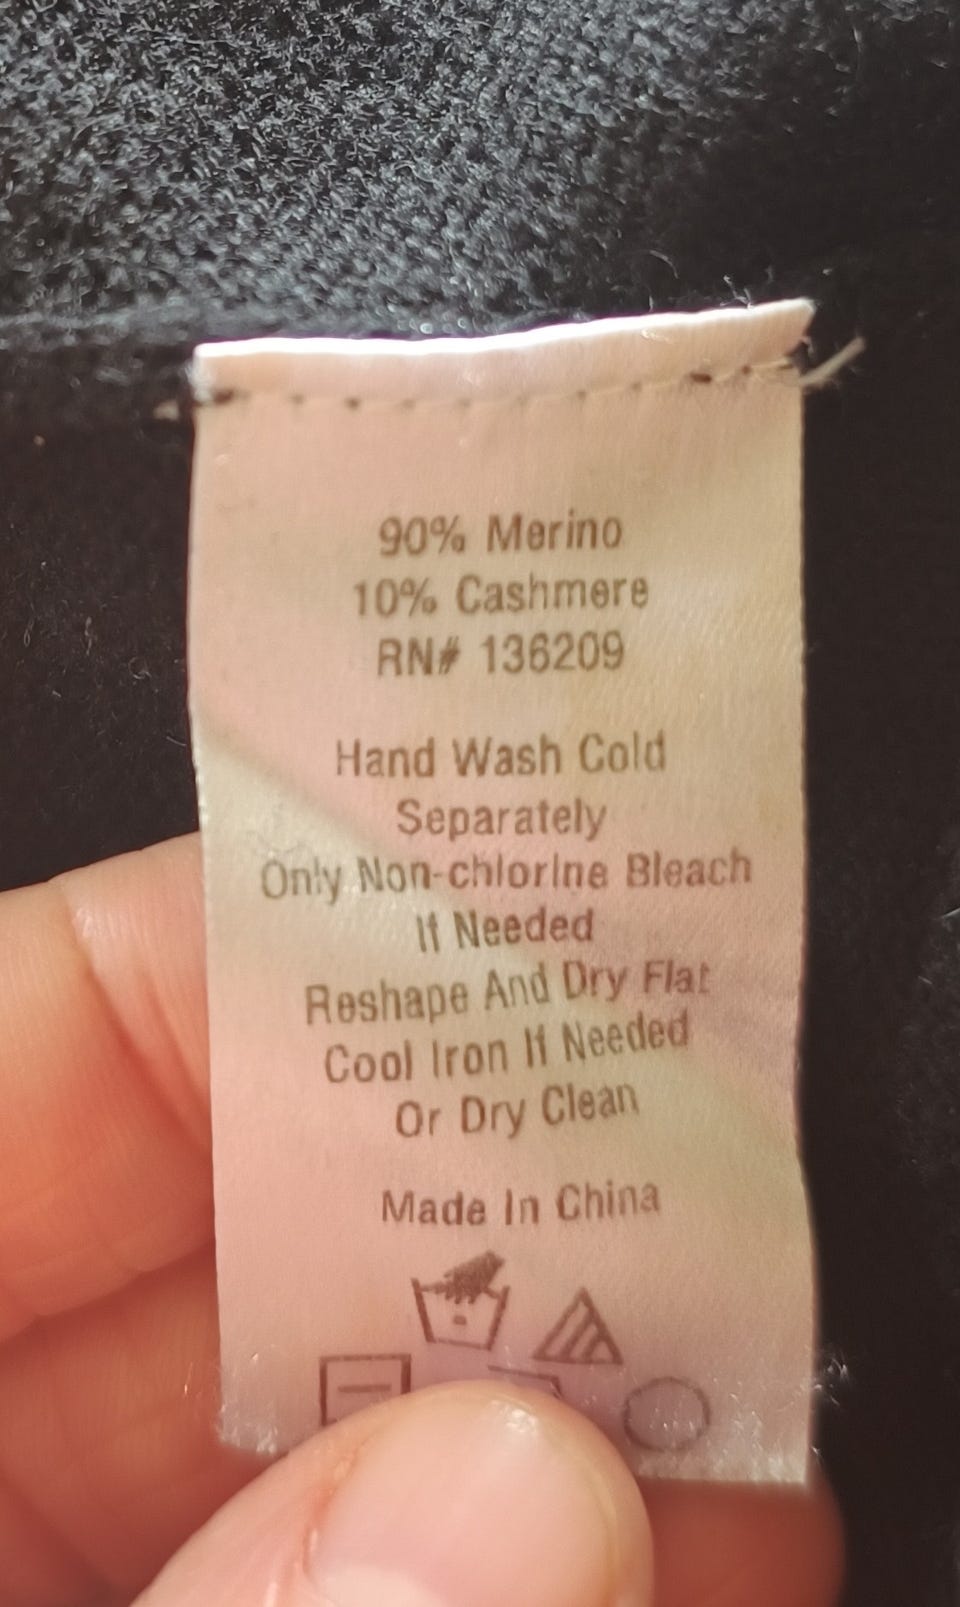 90% Merino
10% Cashmere
RN# 136209
Hand Wash Cold
Separately
Only Non-chlorine Bleach
If Needed
Reshape And Dry Flat
Cool Iron If Needed
Or Dry Clean
Made In China